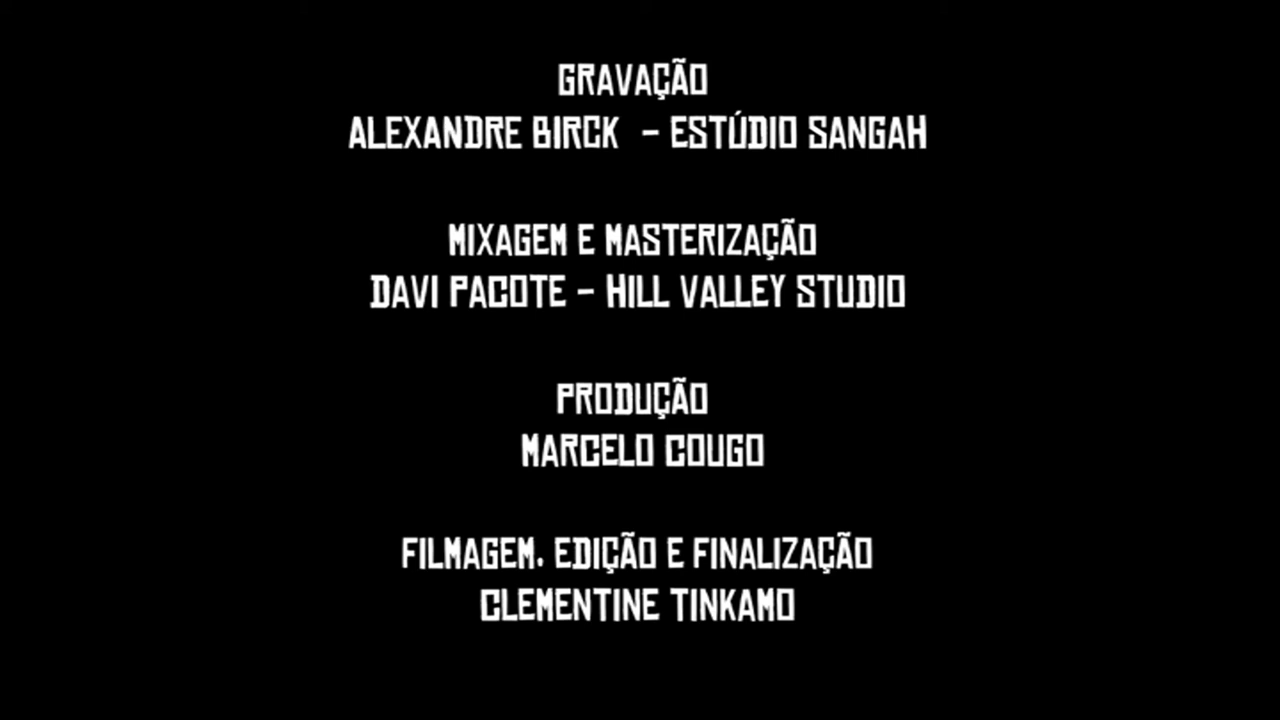 GRAVAÇÃO
ALEXANDRE BIRCK - ESTÚDIO SANGAH
MIXAGEM E MASTERIZAÇÃO
DAVI PACOTE - HILL VALLEY STUDIO
PRODUÇÃO
MARCELO COUGO
FILMAGEM, EDIÇÃO E FINALIZAÇÃO
CLEMENTINE TINKAMO